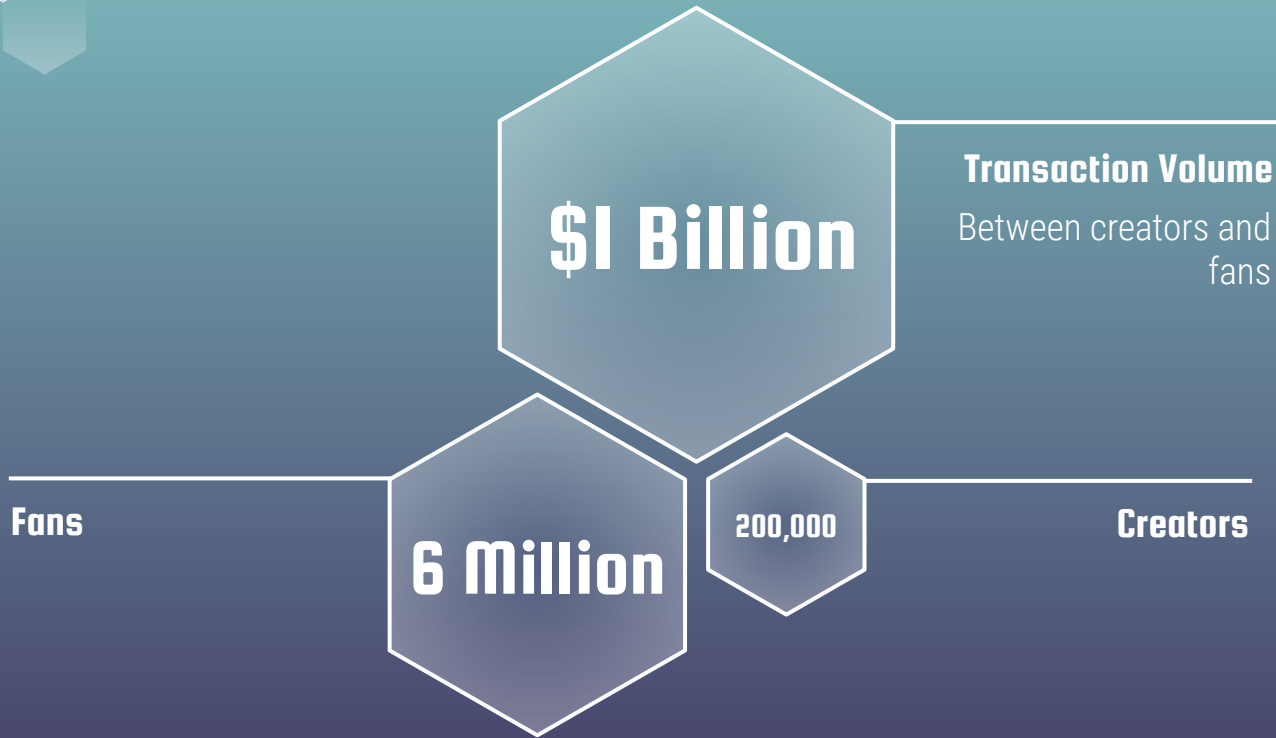 $1 Billion
Transaction Volume
Between creators and
fans
Fans
6 Million
200,000
Creators